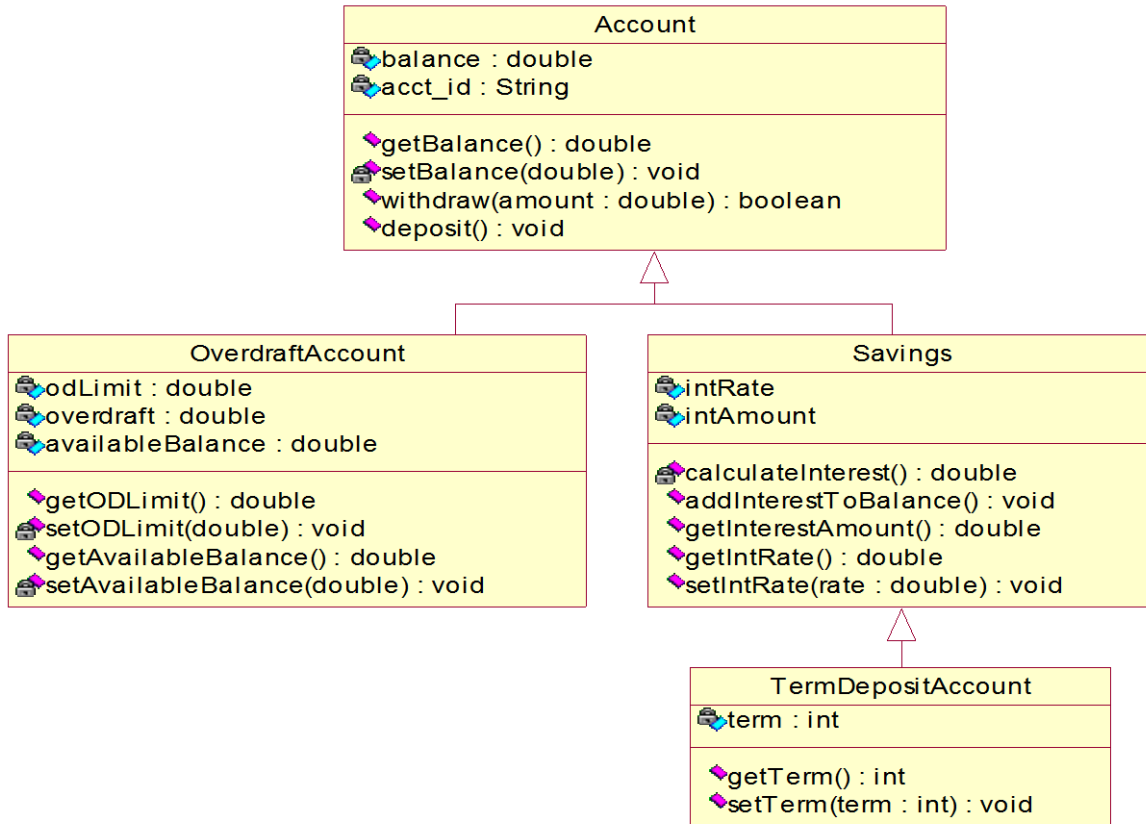 Account
balance : double
acct_id : String
getBalance() : double
setBalance(double) : void
withdraw(amount : double) : boolean
deposit() : void
OverdraftAccount
odLimit : double
overdraft : double
availableBalance : double
getODLimit() : double
setODLimit(double) : void
getAvailableBalance() : double
setAvailableBalance(double) : void
Savings
intRate
intAmount
calculateInterest() : double
addInterestToBalance() : void
getInterestAmount() : double
getIntRate() : double
setIntRate(rate : double) : void
TermDepositAccount
term : int
getTerm() : int
setTerm(term : int) : void